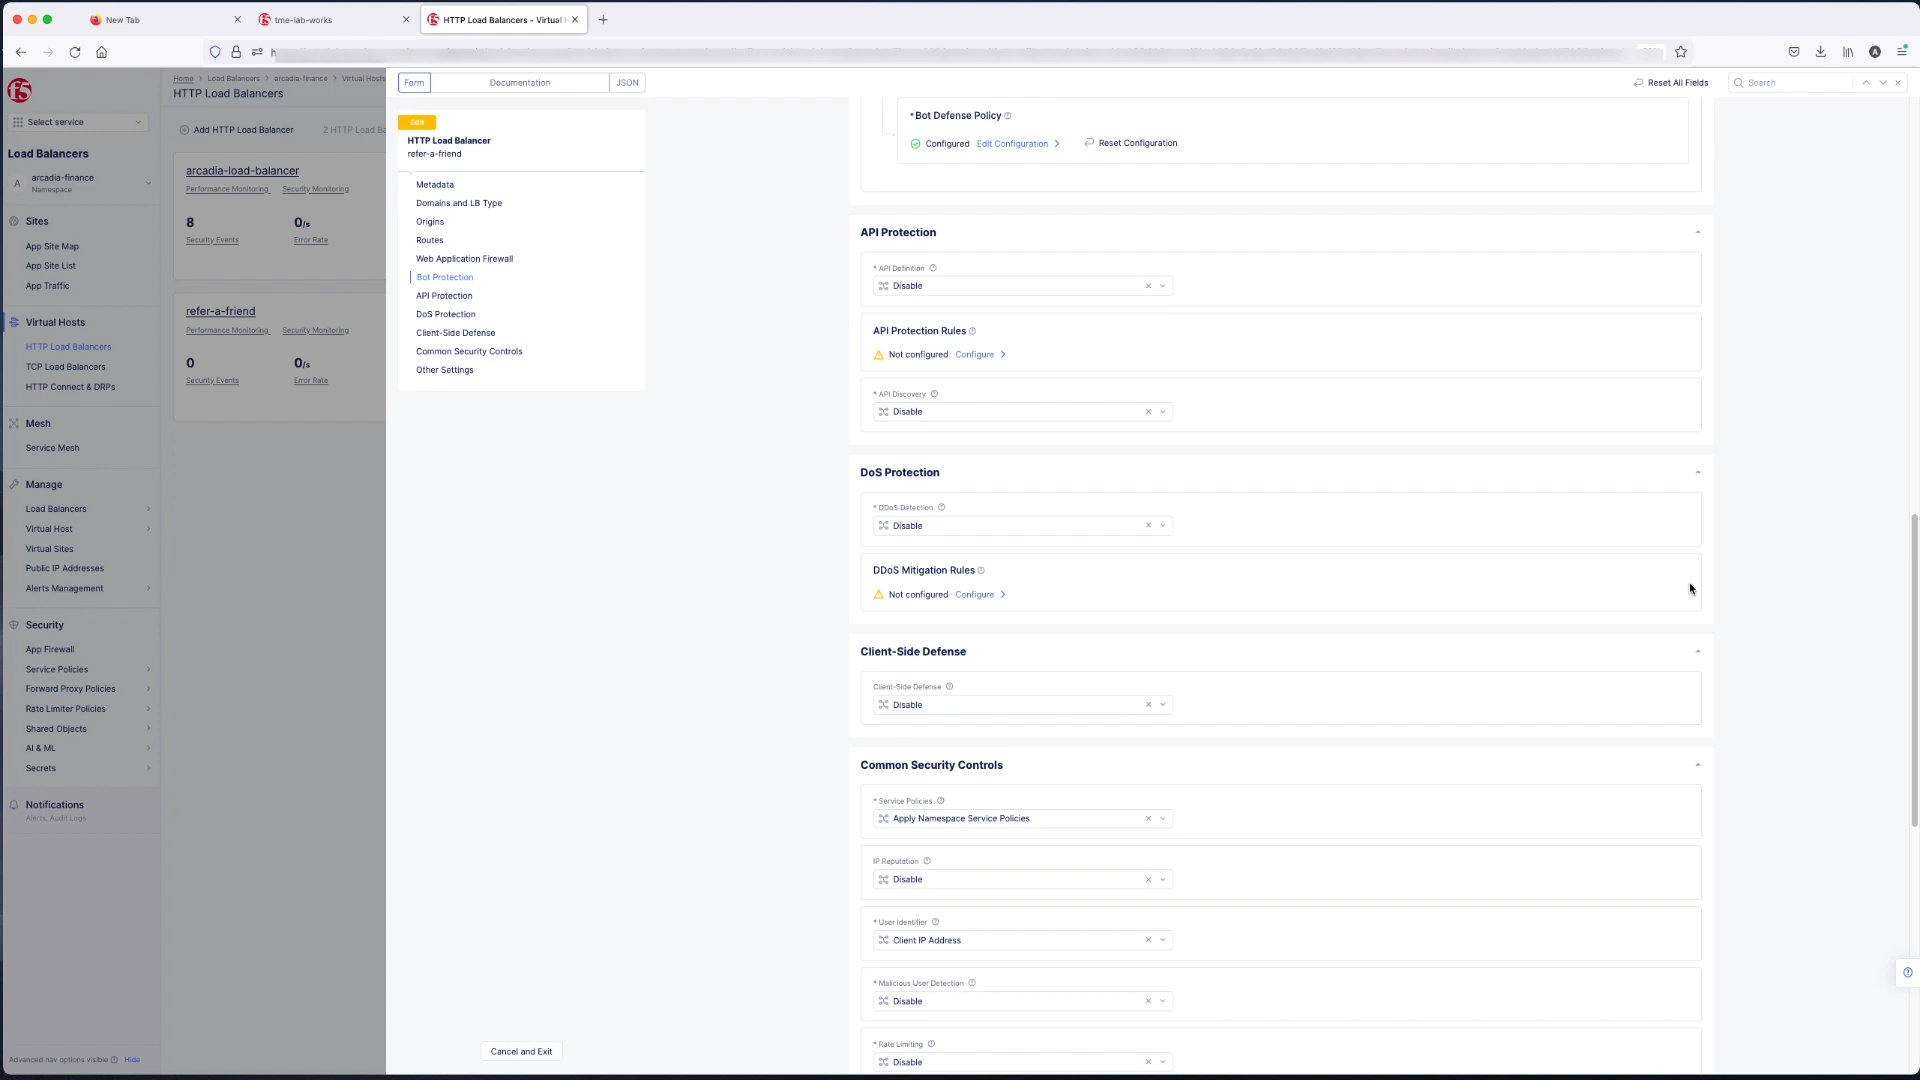 New Tab
tme-lab-works
HTTP Load Balancers - Virtual H
h
f5
Select service
Load Balancers
A
arcadia-finance
Namespace
Sites
App Site Map
App Site List
App Traffic
Virtual Hosts
HTTP Load Balancers
TCP Load Balancers
HTTP Connect & DRPs
Mesh
Service Mesh
Manage
Load Balancers
Virtual Host
Virtual Sites
Public IP Addresses
Alerts Management
Security
App Firewall
Service Policies
Forward Proxy Policies
Rate Limiter Policies
Shared Objects
AI & ML
Secrets
Notifications
Alerts, Audit Logs
Advanced nav options visible Hide
Home > Load Balancers > arcadia-finance > Virtual Hosts
HTTP Load Balancers
Add HTTP Load Balancer 2 HTTP Load Ba
arcadia-load-balancer
Performance Monitoring Security Monitoring
8 0/s
Security Events Error Rate
refer-a-friend
Performance Monitoring Security Monitoring
0 0/s
Security Events Error Rate
Form Documentation JSON
Reset All Fields
Search
Edit
HTTP Load Balancer
refer-a-friend
Metadata
Domains and LB Type
Origins
Routes
Web Application Firewall
Bot Protection
API Protection
DoS Protection
Client-Side Defense
Common Security Controls
Other Settings
Cancel and Exit
*Bot Defense Policy
Configured Edit Configuration > Reset Configuration
API Protection
* API Definition
Disable
API Protection Rules
Not configured Configure >
* API Discovery
Disable
DoS Protection
* DDoS Detection
Disable
DDoS Mitigation Rules
Not configured Configure >
Client-Side Defense
Client-Side Defense
Disable
Common Security Controls
* Service Policies
Apply Namespace Service Policies
IP Reputation
Disable
* User Identifier
Client IP Address
* Malicious User Detection
Disable
* Rate Limiting
Disable